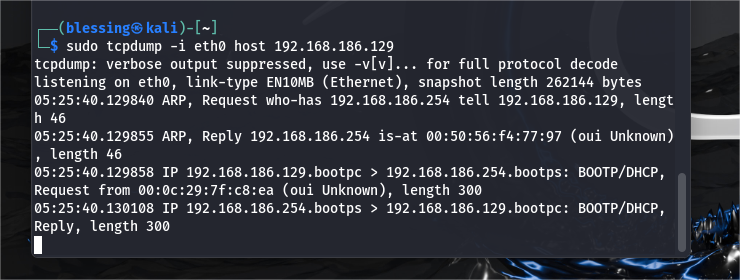 (blessing㉿kali)-[~]
$ sudo tcpdump -i eth0 host 192.168.186.129
tcpdump: verbose output suppressed, use -v[v]... for full protocol decode
listening on eth0, link-type EN10MB (Ethernet), snapshot length 262144 bytes
05:25:40.129840 ARP, Request who-has 192.168.186.254 tell 192.168.186.129, lengt
h 46
05:25:40.129855 ARP, Reply 192.168.186.254 is-at 00:50:56:f4:77:97 (oui Unknown)
, length 46
05:25:40.129858 IP 192.168.186.129.bootpc > 192.168.186.254.bootps: BOOTP/DHCP,
Request from 00:0c:29:7f:c8:ea (oui Unknown), length 300
05:25:40.130108 IP 192.168.186.254.bootps > 192.168.186.129.bootpc: BOOTP/DHCP,
Reply, length 300